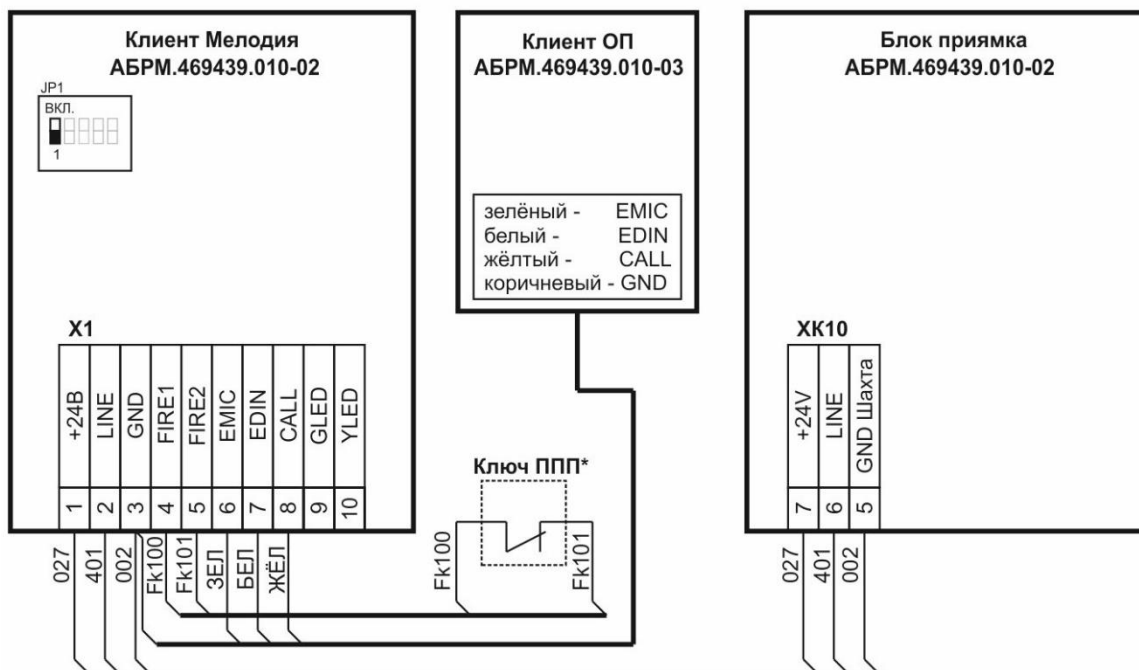 Клиент Мелодия
АБРМ.469439.010-02
JP1
ВКЛ.
1
X1
+24В
LINE
GND
FIRE1
FIRE2
EMIC
EDIN
CALL
GLED
YLED
1
2
3
4
5
6
7
8
9
10
027
401
002
Fk100
Fk101
ЗЕЛ
БЕЛ
ЖЁЛ
Клиент ОП
АБРМ.469439.010-03
зелёный - EMIC
белый - EDIN
жёлтый - CALL
коричневый - GND
Ключ ППП*
Fk100
Fk101
Блок приямка
АБРМ.469439.010-02
ХК10
+24V
LINE
GND Шахта
7
6
5
027
401
002